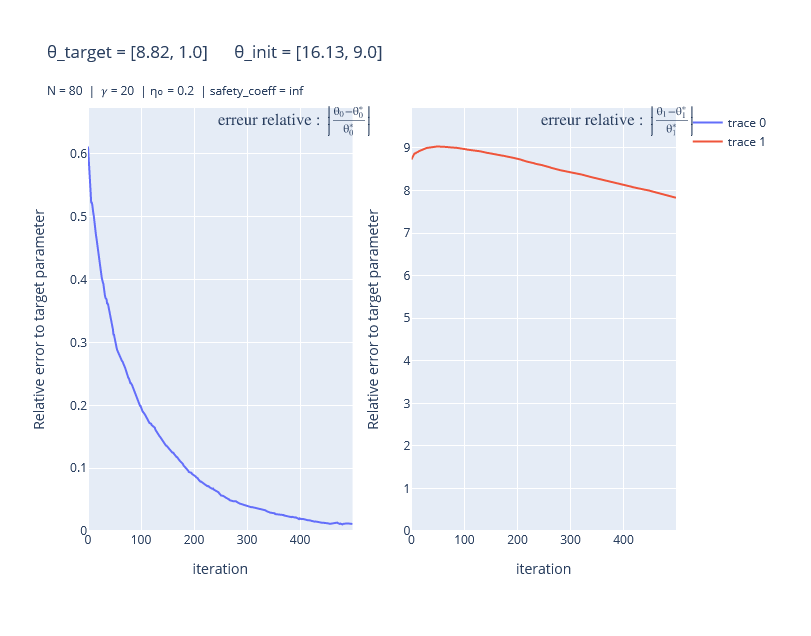 θ_target = [8.82, 1.0]      θ_init = [16.13, 9.0]
N = 80 | γ = 20 | η₀ = 0.2 | safety_coeff = inf
erreur relative : |θ₀−θ₀*/θ₀*|
erreur relative : |θ₁−θ₁*/θ₁*|
trace 0
trace 1
Relative error to target parameter
0.6
0.5
0.4
0.3
0.2
0.1
0
0 100 200 300 400
iteration
Relative error to target parameter
9
8
7
6
5
4
3
2
1
0
0 100 200 300 400
iteration